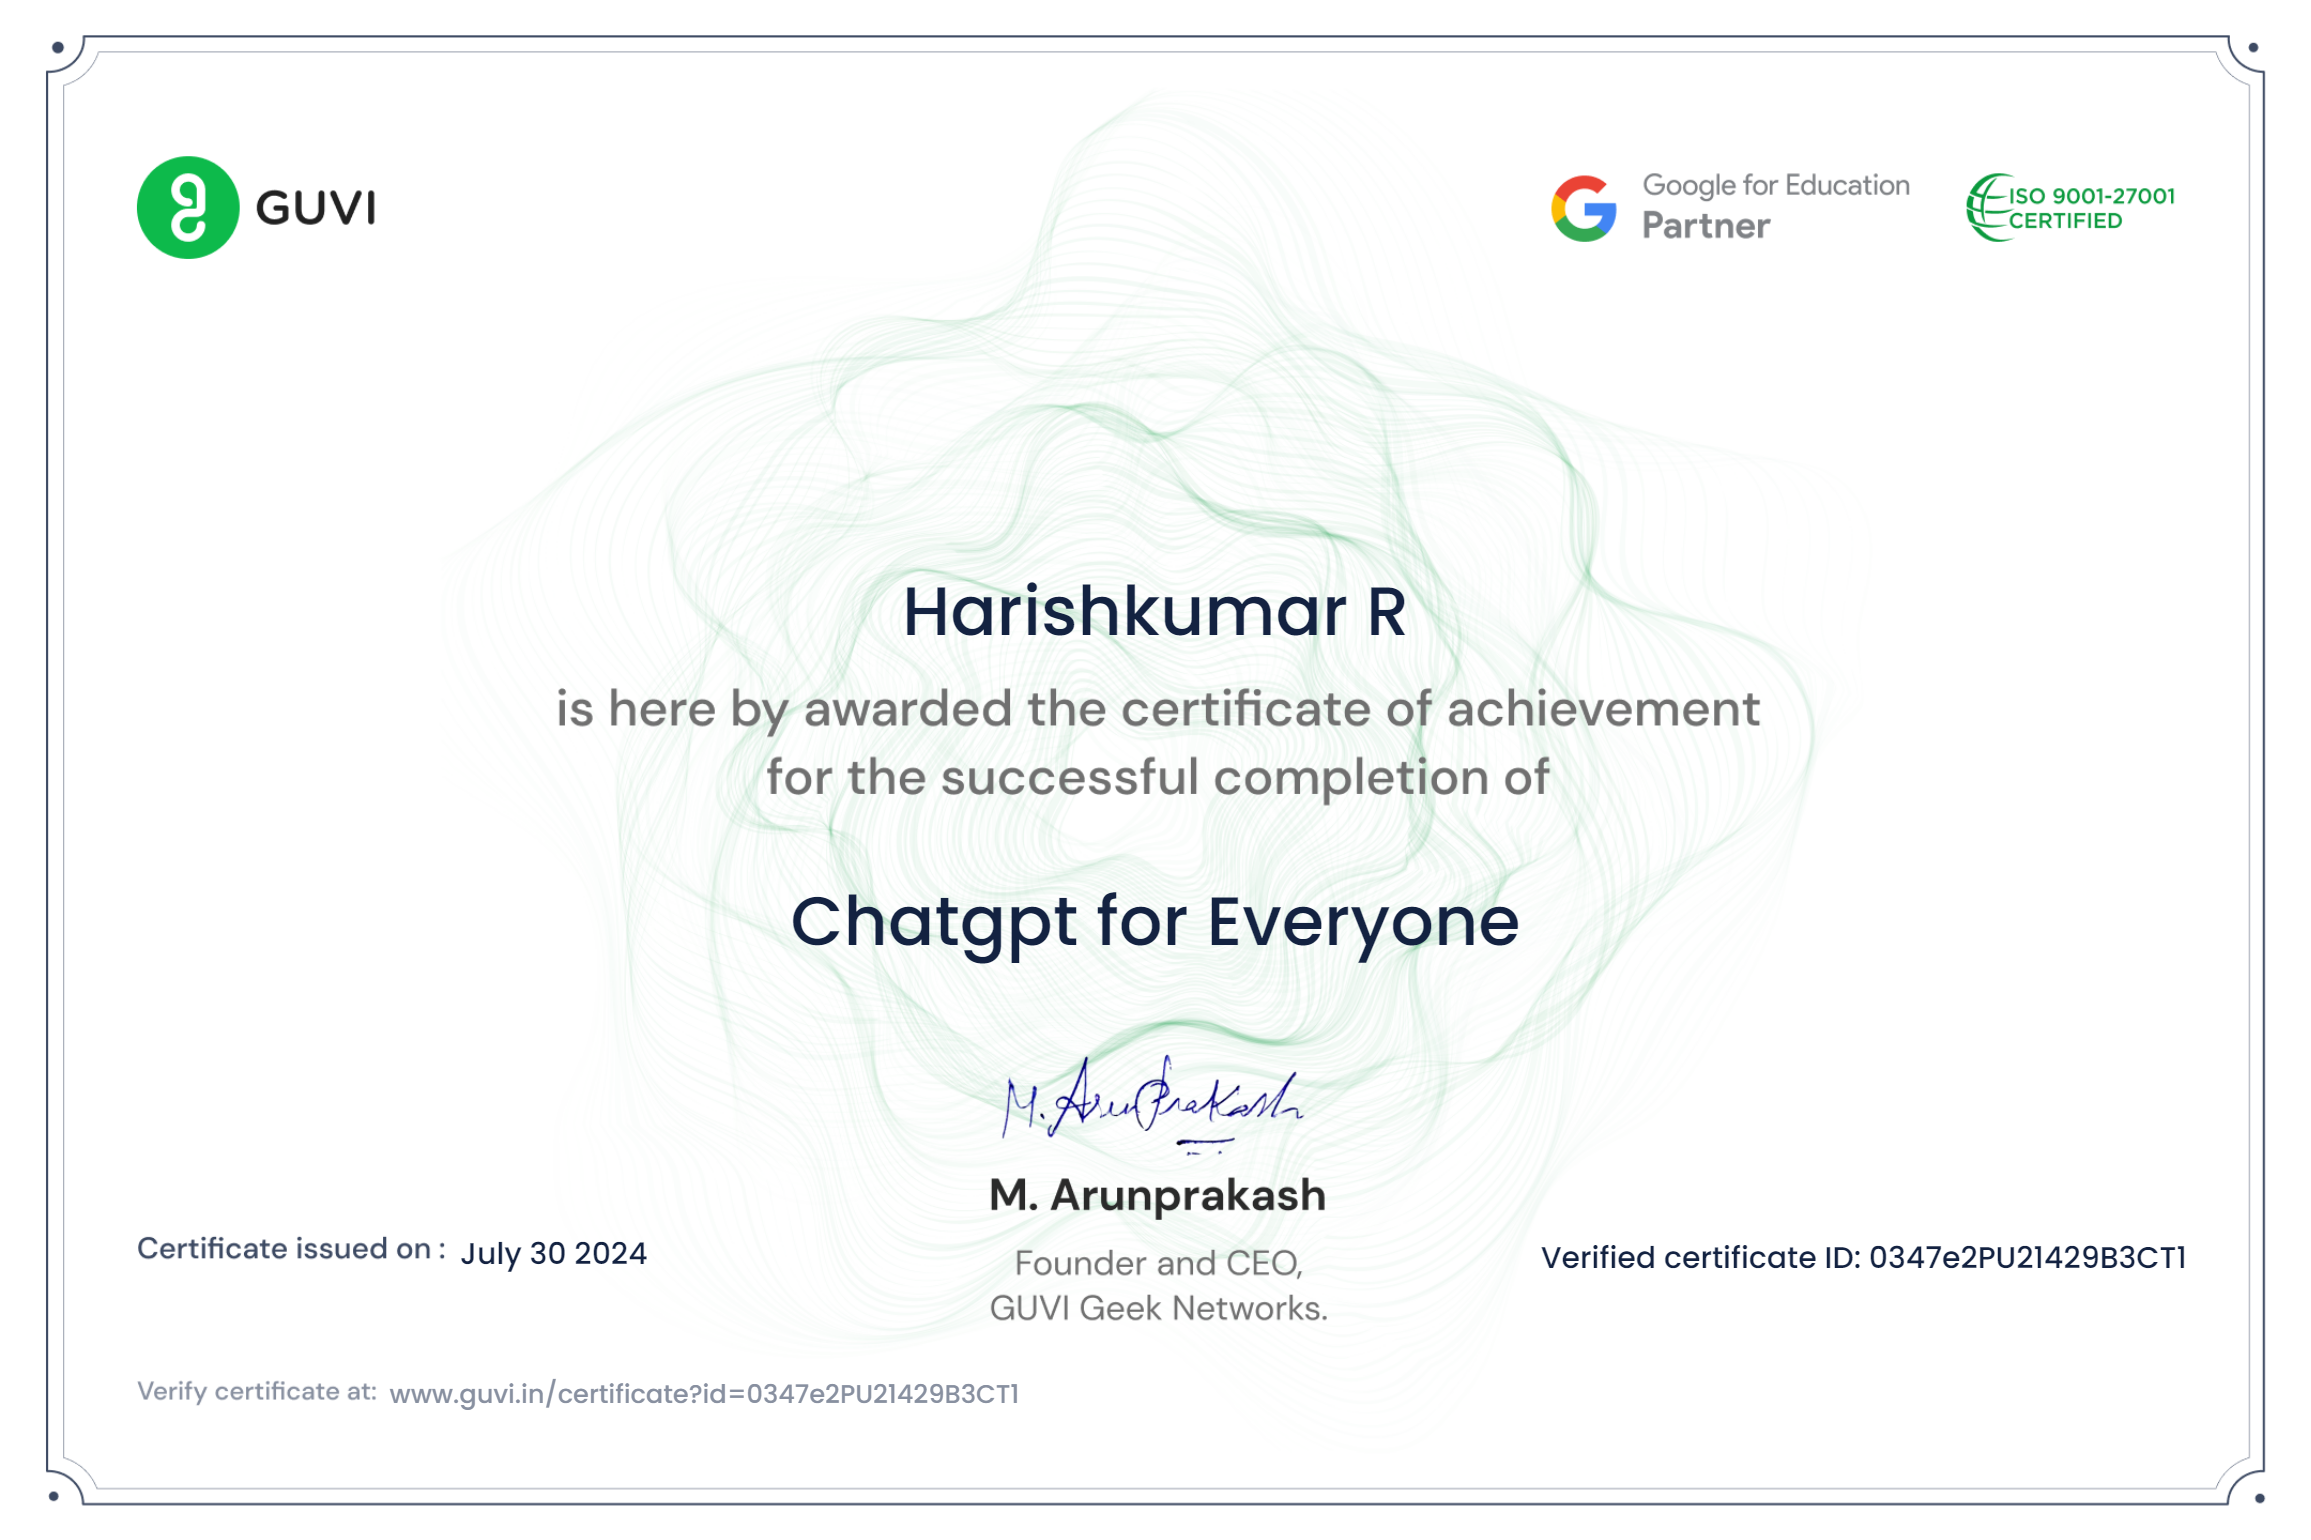 GUVI
Google for Education
Partner
ISO 9001-27001
CERTIFIED
Harishkumar R
is here by awarded the certificate of achievement
for the successful completion of
Chatgpt for Everyone
M. ArunPrakash
M. Arunprakash
Founder and CEO,
GUVI Geek Networks.
Certificate issued on : July 30 2024
Verified certificate ID: 0347e2PU21429B3CT1
Verify certificate at: www.guvi.in/certificate?id=0347e2PU21429B3CT1